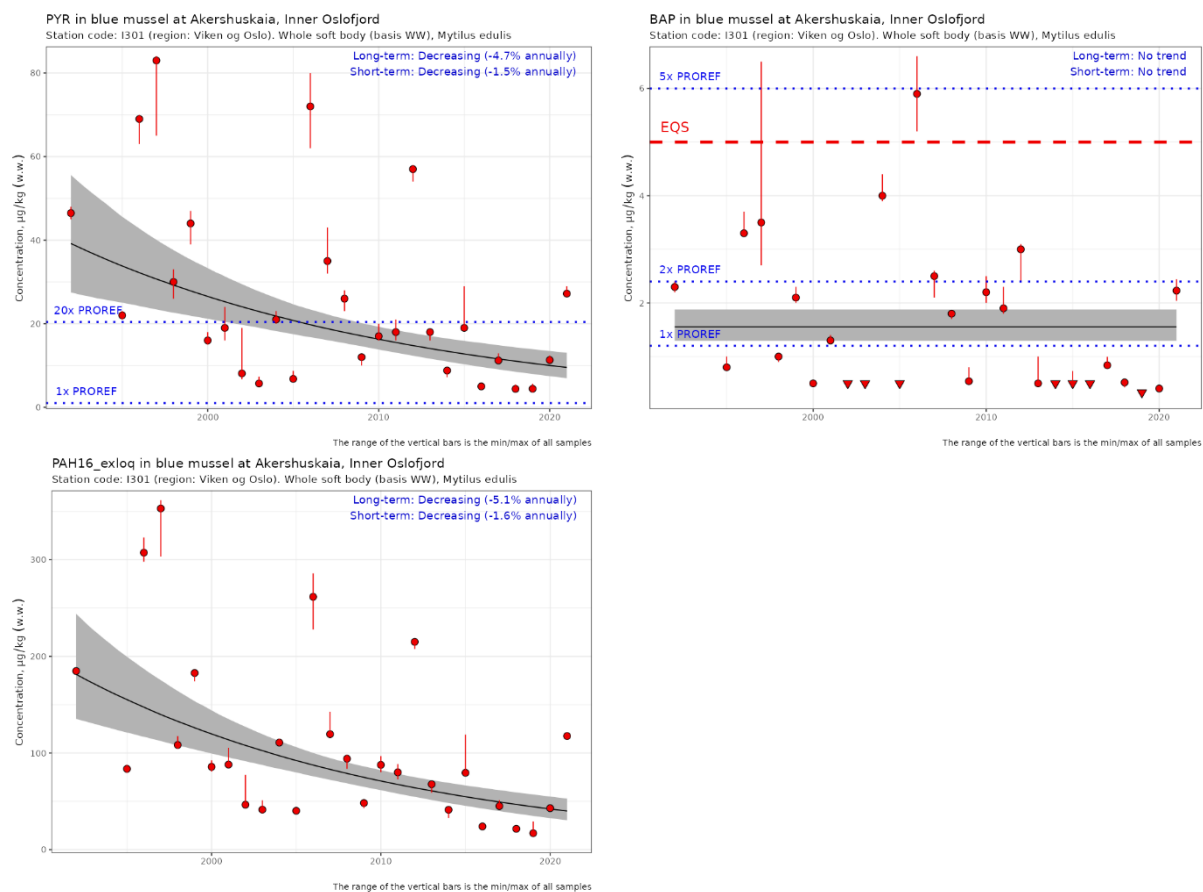 PYR in blue mussel at Akershuskaia, Inner Oslofjord
Station code: I301 (region: Viken og Oslo). Whole soft body (basis WW), Mytilus edulis
Long-term: Decreasing (-4.7% annually)
Short-term: Decreasing (-1.5% annually)
Concentration, µg/kg (w.w.)
80
60
40
20
0
20x PROREF
1x PROREF
2000
2010
2020
The range of the vertical bars is the min/max of all samples
BAP in blue mussel at Akershuskaia, Inner Oslofjord
Station code: I301 (region: Viken og Oslo). Whole soft body (basis WW), Mytilus edulis
Long-term: No trend
Short-term: No trend
Concentration, µg/kg (w.w.)
6
4
2
5x PROREF
EQS
2x PROREF
1x PROREF
2000
2010
2020
The range of the vertical bars is the min/max of all samples
PAH16_exloq in blue mussel at Akershuskaia, Inner Oslofjord
Station code: I301 (region: Viken og Oslo). Whole soft body (basis WW), Mytilus edulis
Long-term: Decreasing (-5.1% annually)
Short-term: Decreasing (-1.6% annually)
Concentration, µg/kg (w.w.)
300
200
100
0
2000
2010
2020
The range of the vertical bars is the min/max of all samples